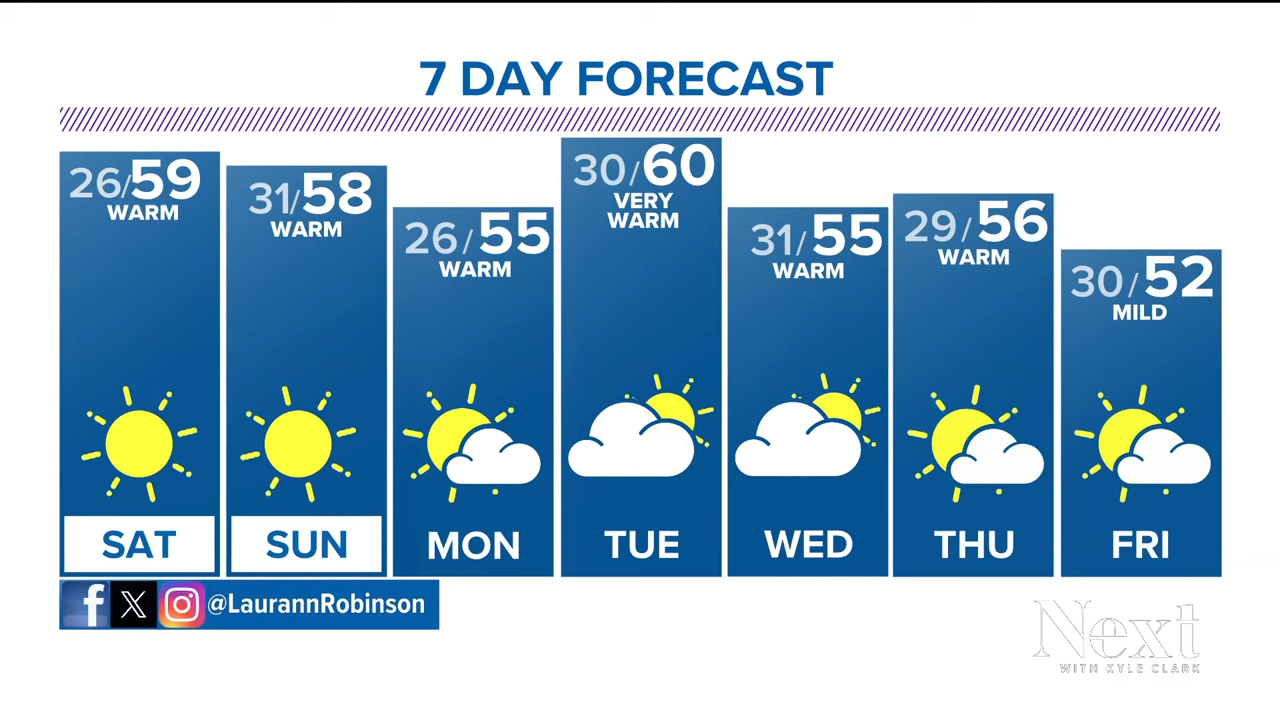 7 DAY FORECAST
26/59
WARM
31/58
WARM
26/55
WARM
30/60
VERY
WARM
31/55
WARM
29/56
WARM
30/52
MILD
SAT
SUN
MON
TUE
WED
THU
FRI
@LaurannRobinson
Next
WITH KYLE CLARK